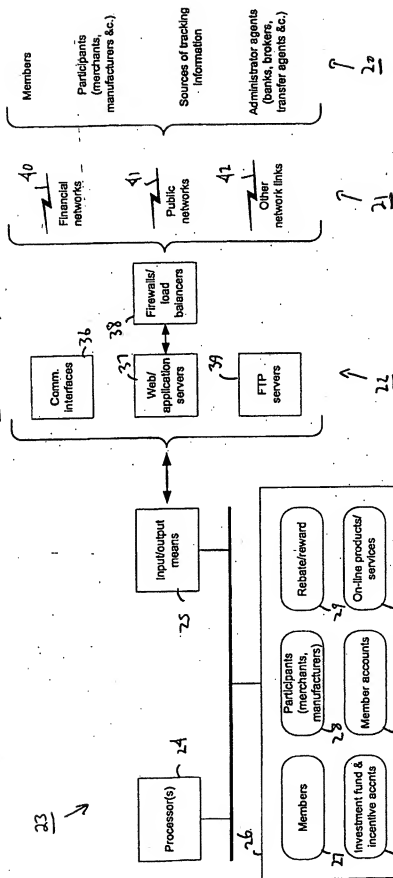 Members
Participants
(merchants,
manufacturers &c.)
Sources of tracking
Information
Administrator agents
(banks, brokers,
transfer agents &c.)
20
40
Financial
networks
41
Public
networks
42
Other
network links
21
Comm.
interfaces
36
37
Web/
application
servers
38
Firewalls/
load
balancers
39
FTP
servers
22
23
Processor(s)
24
Input/output
means
25
26
Members
27
Participants
(merchants,
manufacturers)
28
Rebate/reward
29
Investment fund &
incentive accnts
Member accounts
On-line products/
services